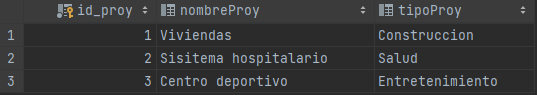 id_proy nombreProy tipoProy
1 1 Viviendas Construccion
2 2 Sisitema hospitalario Salud
3 3 Centro deportivo Entretenimiento